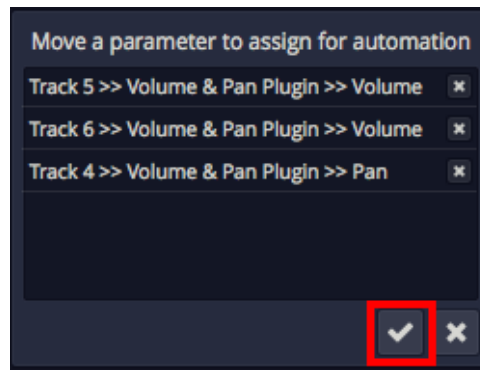 Move a parameter to assign for automation
Track 5 >> Volume & Pan Plugin >> Volume
Track 6 >> Volume & Pan Plugin >> Volume
Track 4 >> Volume & Pan Plugin >> Pan